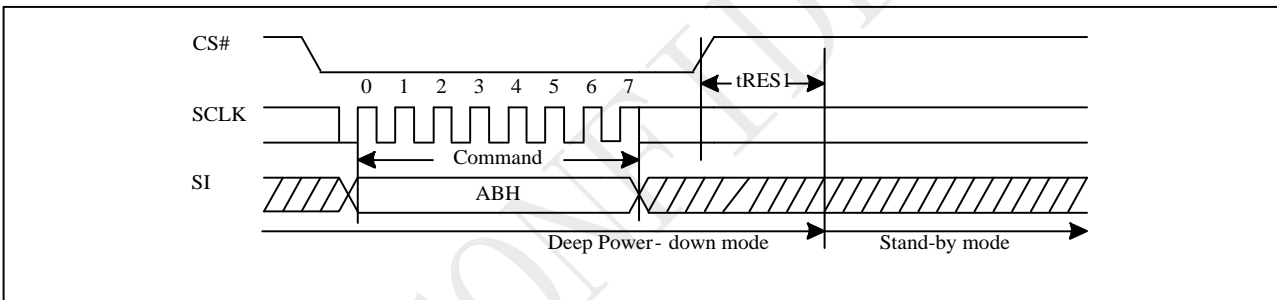 CS#
tRES1
0 1 2 3 4 5 6 7
SCLK
Command
SI
ABH
Deep Power- down mode Stand-by mode